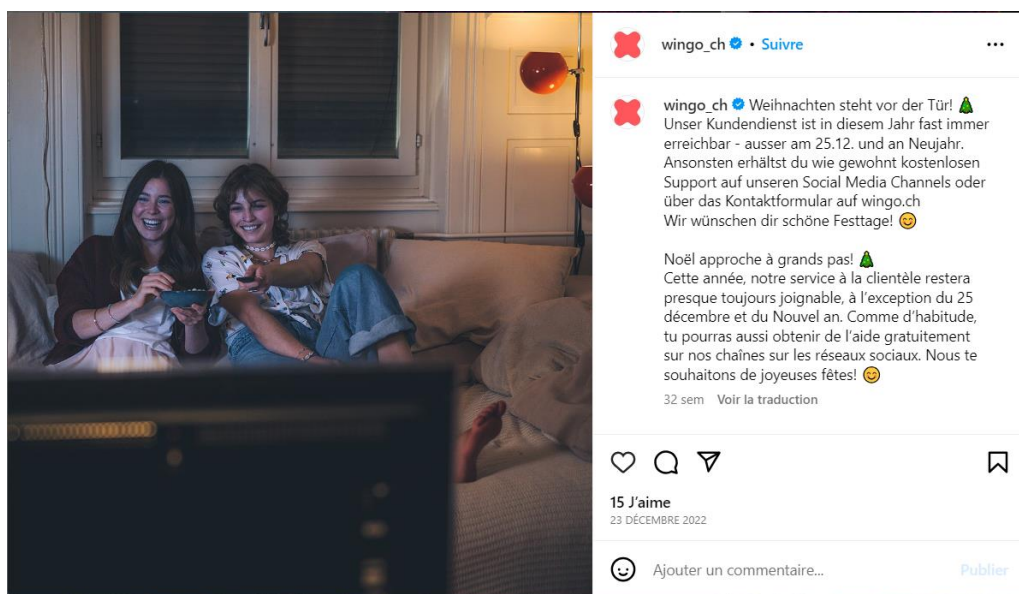 wingo_ch • Suivre
wingo_ch Weihnachten steht vor der Tür! 🎄
Unser Kundendienst ist in diesem Jahr fast immer
erreichbar - ausser am 25.12. und an Neujahr.
Ansonsten erhältst du wie gewohnt kostenlosen
Support auf unseren Social Media Channels oder
über das Kontaktformular auf wingo.ch
Wir wünschen dir schöne Festtage! 😊
Noël approche à grands pas! 🎄
Cette année, notre service à la clientèle restera
presque toujours joignable, à l'exception du 25
décembre et du Nouvel an. Comme d'habitude,
tu pourras aussi obtenir de l'aide gratuitement
sur nos chaînes sur les réseaux sociaux. Nous te
souhaitons de joyeuses fêtes! 😊
32 sem Voir la traduction
15 J'aime
23 DÉCEMBRE 2022
Ajouter un commentaire... Publier